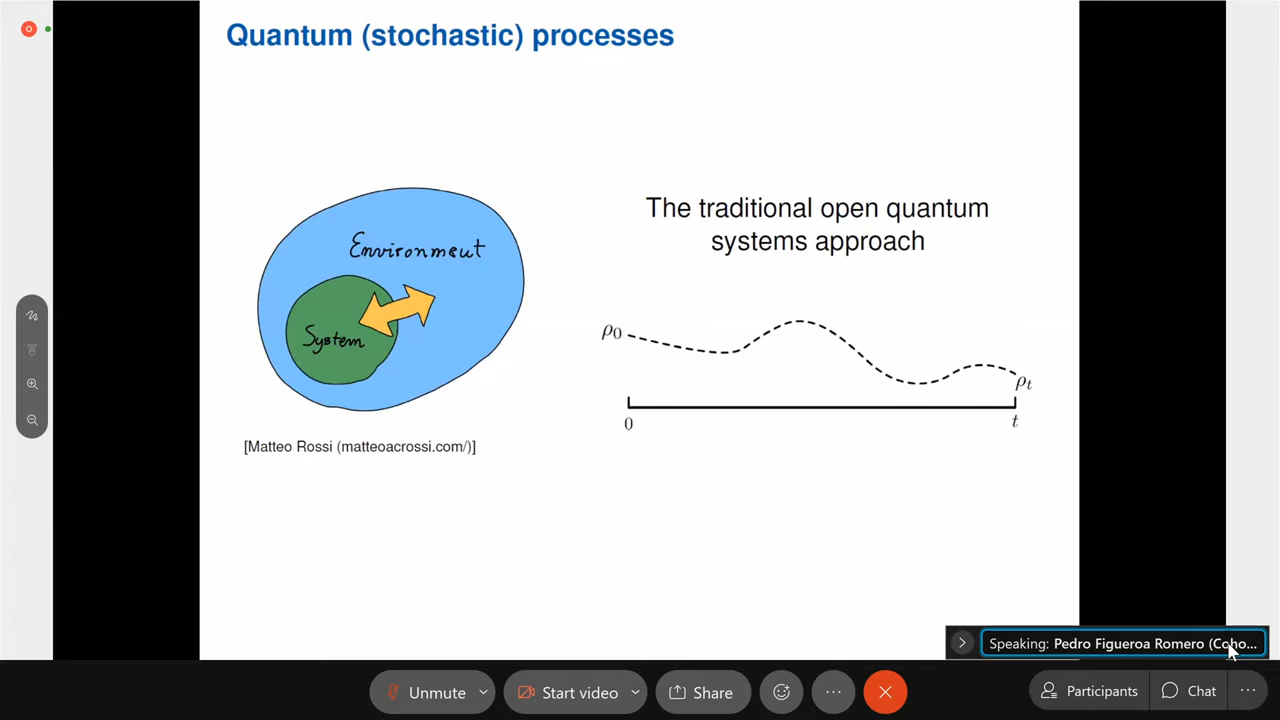 Quantum (stochastic) processes
Environment
System
[Matteo Rossi (matteoacrossi.com/)]
The traditional open quantum
systems approach
ρ0
ρt
0
t
Speaking: Pedro Figueroa Romero (Coho...
Unmute
Start video
Share
Participants
Chat